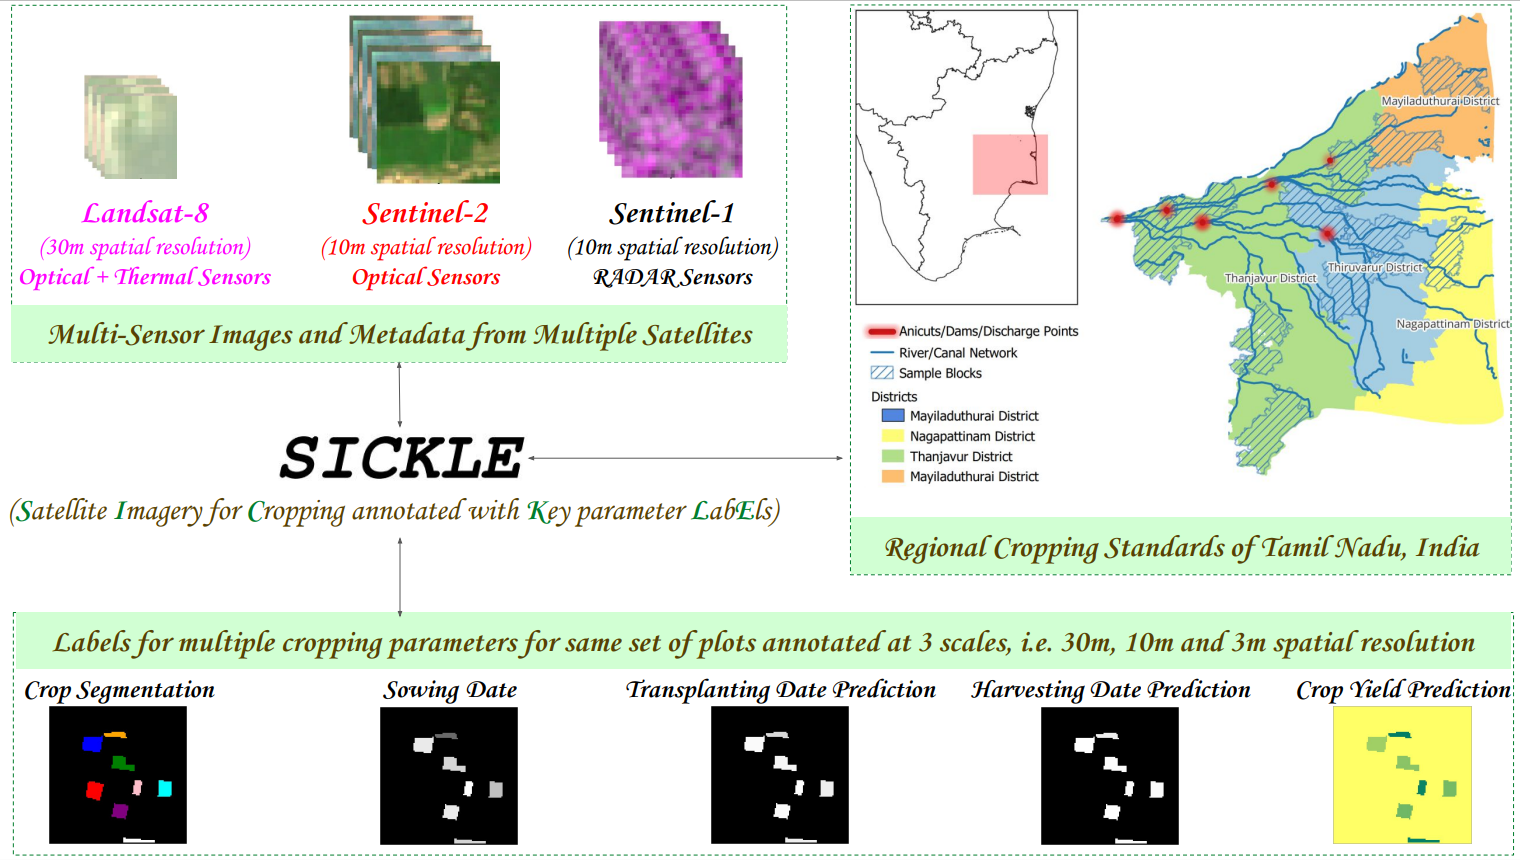 Landsat-8
(30m spatial resolution)
Optical + Thermal Sensors
Sentinel-2
(10m spatial resolution)
Optical Sensors
Sentinel-1
(10m spatial resolution)
RADAR Sensors
Multi-Sensor Images and Metadata from Multiple Satellites
SICKLE
(Satellite Imagery for Cropping annotated with Key parameter LabEls)
Mayiladuthurai District
Thiruvarur District
Thanjavur District
Nagapattinam District
Anicuts/Dams/Discharge Points
River/Canal Network
Sample Blocks
Districts
Mayiladuthurai District
Nagapattinam District
Thanjavur District
Mayiladuthurai District
Regional Cropping Standards of Tamil Nadu, India
Labels for multiple cropping parameters for same set of plots annotated at 3 scales, i.e. 30m, 10m and 3m spatial resolution
Crop Segmentation
Sowing Date
Transplanting Date Prediction
Harvesting Date Prediction
Crop Yield Prediction